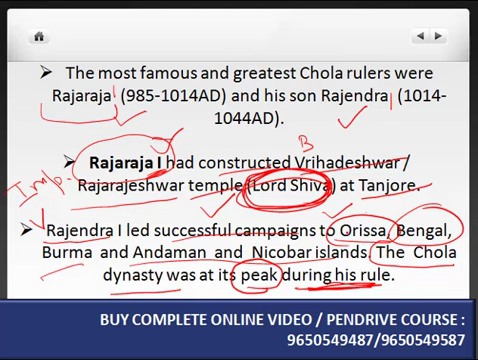 ➤ The most famous and greatest Chola rulers were
Rajaraja I (985-1014AD) and his son Rajendra I (1014-
1044AD).
B
➤ Rajaraja I had constructed Vrihadeshwar/
Imp.
Rajarajeshwar temple (Lord Shiva) at Tanjore.
➤ Rajendra I led successful campaigns to Orissa, Bengal,
Burma and Andaman and Nicobar islands. The Chola
dynasty was at its peak during his rule.
BUY COMPLETE ONLINE VIDEO / PENDRIVE COURSE :
9650549487/9650549587